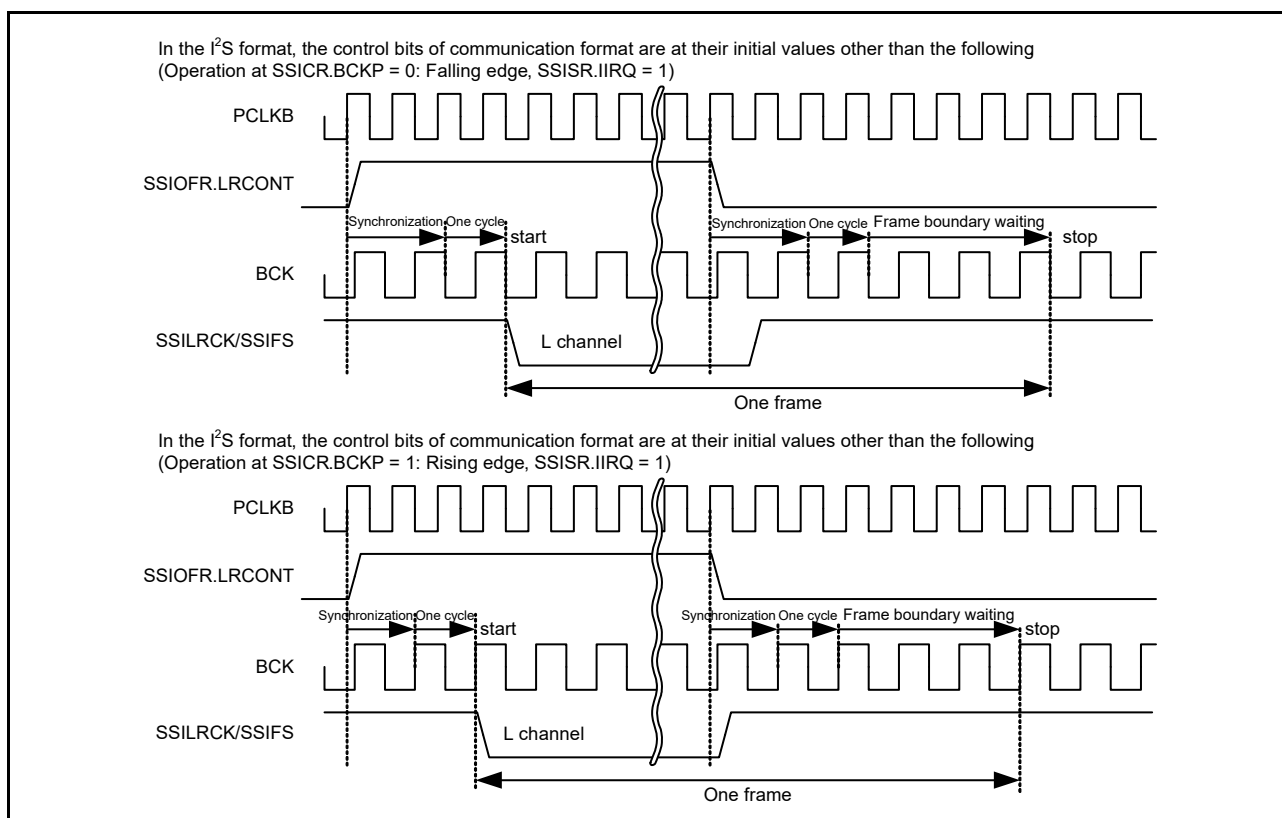 In the I2S format, the control bits of communication format are at their initial values other than the following
(Operation at SSICR.BCKP = 0: Falling edge, SSISR.IIRQ = 1)
PCLKB
SSIOFR.LRCONT
Synchronization One cycle Synchronization One cycle Frame boundary waiting
start stop
BCK
SSILRCK/SSIFS L channel
One frame
In the I2S format, the control bits of communication format are at their initial values other than the following
(Operation at SSICR.BCKP = 1: Rising edge, SSISR.IIRQ = 1)
PCLKB
SSIOFR.LRCONT
Synchronization One cycle Synchronization One cycle Frame boundary waiting
start stop
BCK
SSILRCK/SSIFS L channel
One frame